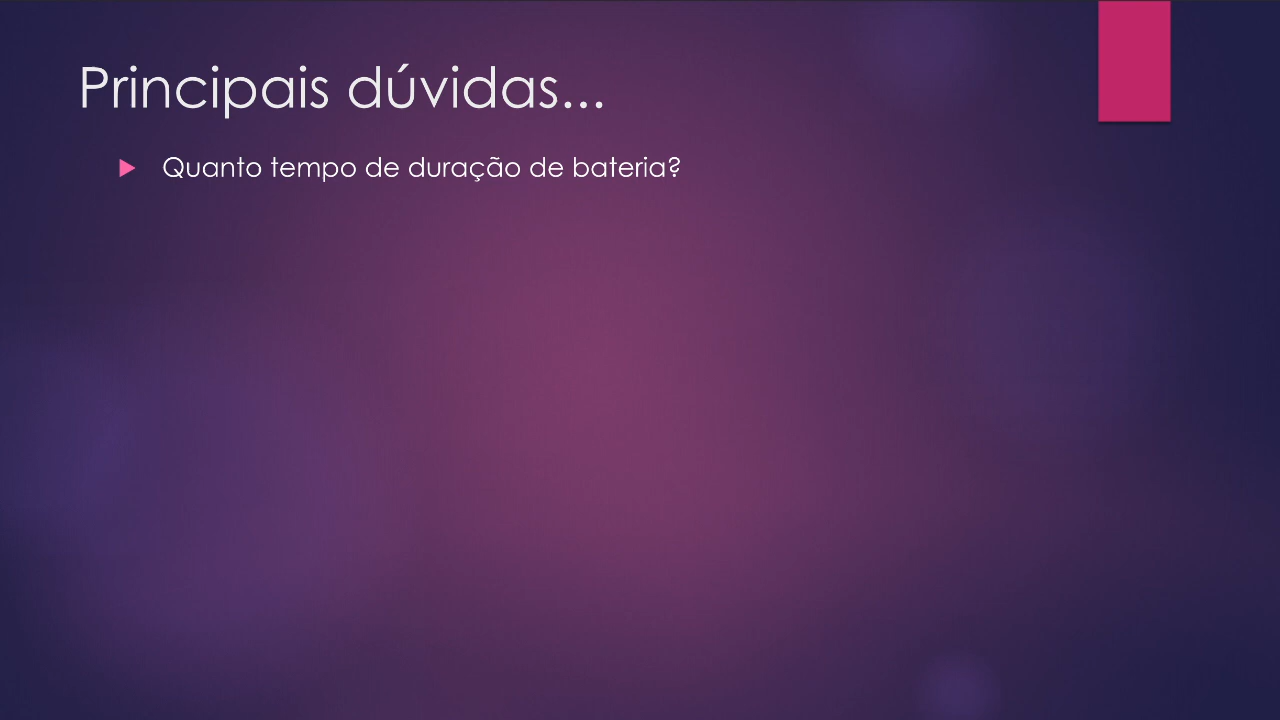 Principais dúvidas...
Quanto tempo de duração de bateria?